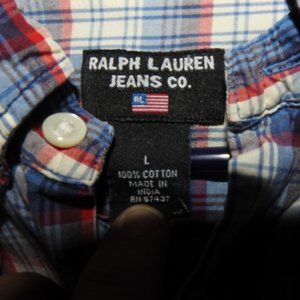 RALPH LAUREN
JEANS CO.
RL
L
100% COTTON
MADE IN
INDIA
RN 67437